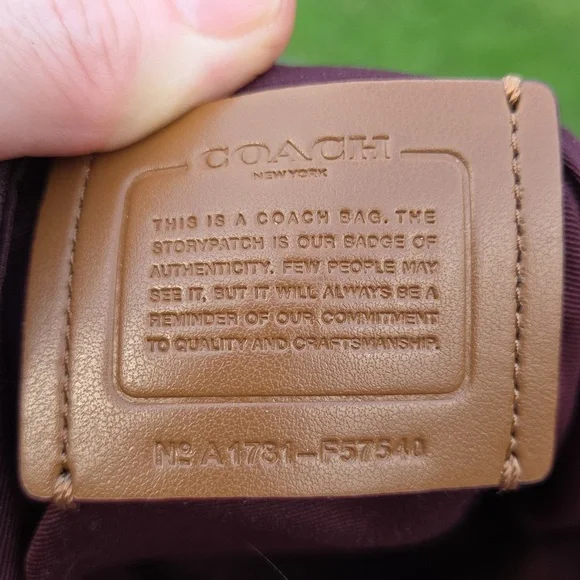 COACH
NEW YORK
THIS IS A COACH BAG. THE
STORYPATCH IS OUR BADGE OF
AUTHENTICITY. FEW PEOPLE MAY
SEE IT, BUT IT WILL ALWAYS BE A
REMINDER OF OUR COMMITMENT
TO QUALITY AND CRAFTSMANSHIP.
Nº A1781-F57540